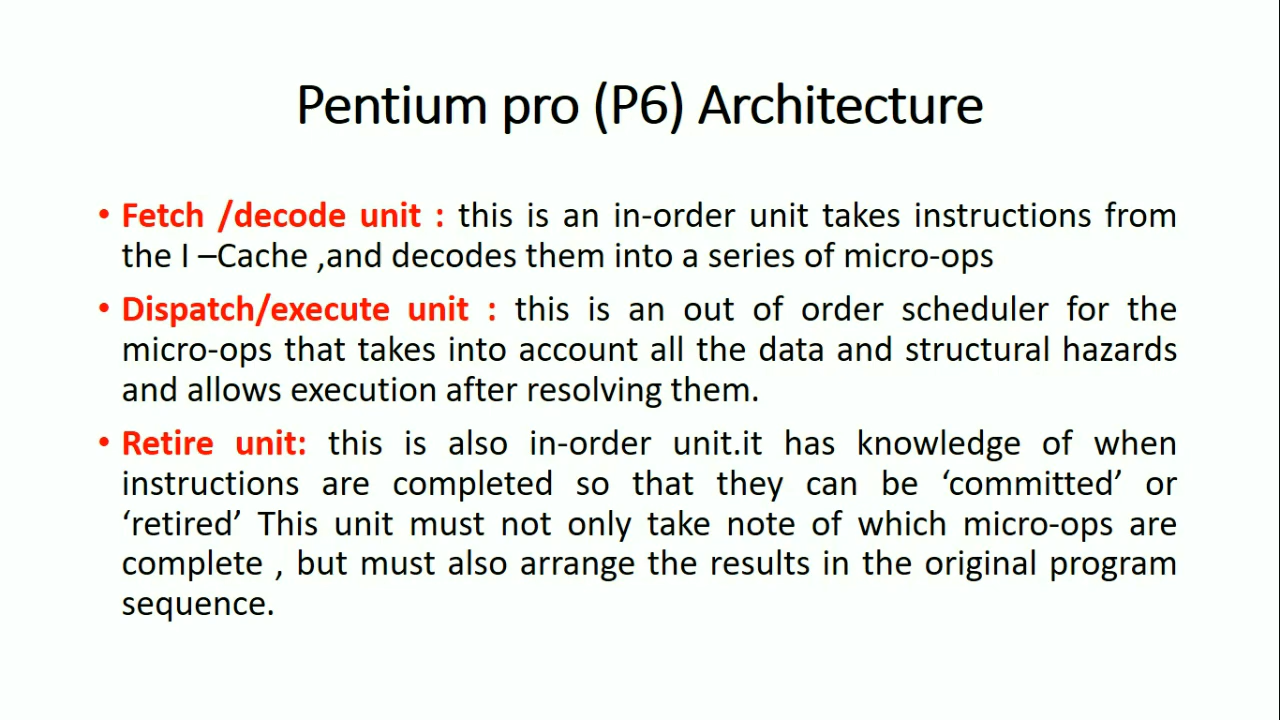 Pentium pro (P6) Architecture
• Fetch /decode unit : this is an in-order unit takes instructions from
the I –Cache ,and decodes them into a series of micro-ops
• Dispatch/execute unit : this is an out of order scheduler for the
micro-ops that takes into account all the data and structural hazards
and allows execution after resolving them.
• Retire unit: this is also in-order unit.it has knowledge of when
instructions are completed so that they can be ‘committed’ or
‘retired’ This unit must not only take note of which micro-ops are
complete , but must also arrange the results in the original program
sequence.